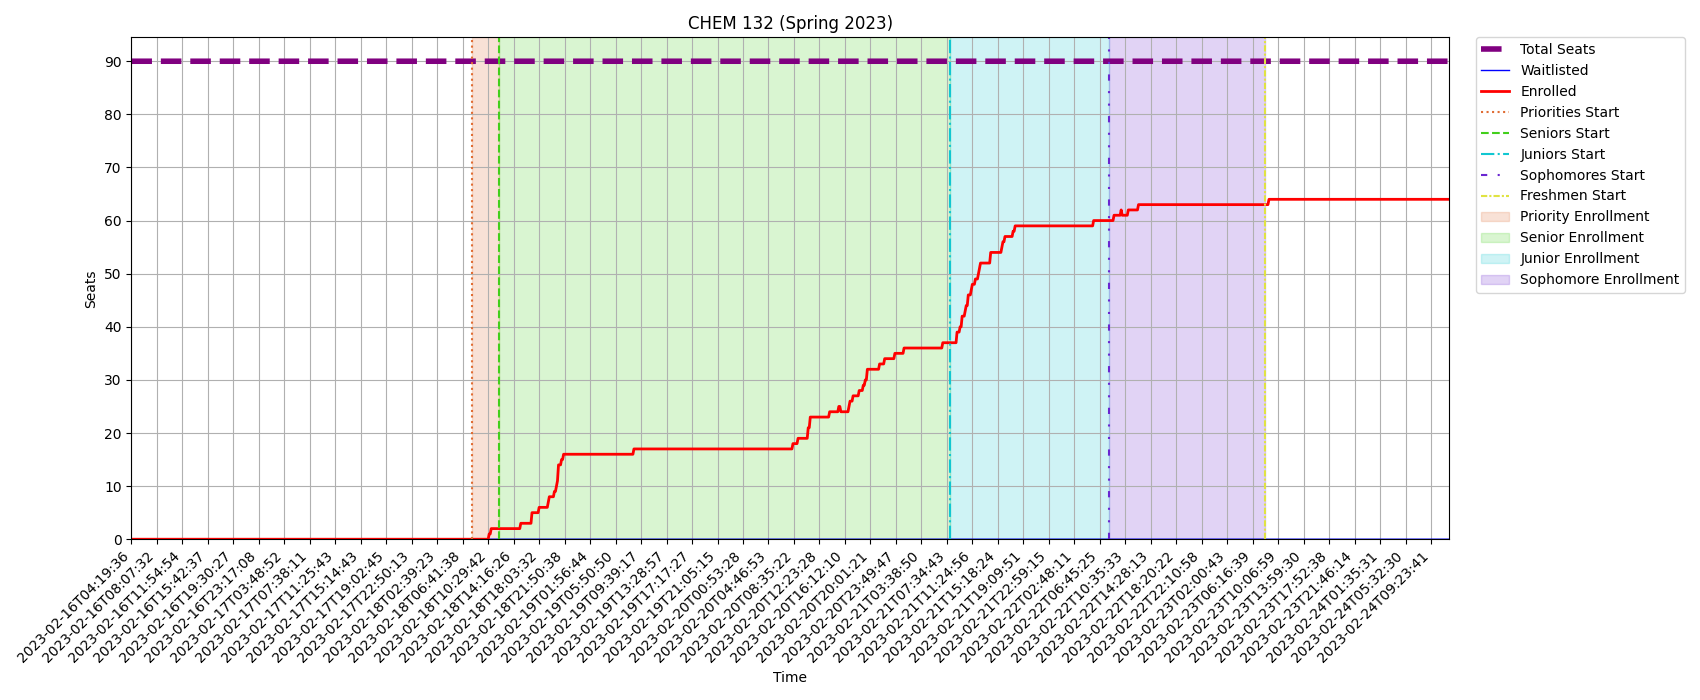 CHEM 132 (Spring 2023)
Seats
90
80
70
60
50
40
30
20
10
0
2023-02-16T04:19:36
2023-02-16T08:07:32
2023-02-16T11:54:54
2023-02-16T15:42:37
2023-02-16T19:30:27
2023-02-16T23:17:08
2023-02-17T03:48:52
2023-02-17T07:38:11
2023-02-17T11:25:43
2023-02-17T15:14:43
2023-02-17T19:02:45
2023-02-17T22:50:13
2023-02-18T02:39:23
2023-02-18T06:41:38
2023-02-18T10:29:42
2023-02-18T14:16:26
2023-02-18T18:03:32
2023-02-18T21:50:38
2023-02-19T01:56:44
2023-02-19T05:50:50
2023-02-19T09:39:17
2023-02-19T13:28:57
2023-02-19T17:17:27
2023-02-19T21:05:15
2023-02-20T00:53:28
2023-02-20T04:46:53
2023-02-20T08:35:22
2023-02-20T12:23:28
2023-02-20T16:12:10
2023-02-20T20:01:21
2023-02-20T23:49:47
2023-02-21T03:38:50
2023-02-21T07:34:43
2023-02-21T11:24:56
2023-02-21T15:18:24
2023-02-21T19:09:51
2023-02-21T22:59:15
2023-02-22T02:48:11
2023-02-22T06:45:25
2023-02-22T10:35:33
2023-02-22T14:28:13
2023-02-22T18:20:22
2023-02-22T22:10:58
2023-02-23T02:00:43
2023-02-23T06:16:39
2023-02-23T10:06:59
2023-02-23T13:59:30
2023-02-23T17:52:38
2023-02-23T21:46:14
2023-02-24T01:35:31
2023-02-24T05:32:30
2023-02-24T09:23:41
Time
Total Seats
Waitlisted
Enrolled
Priorities Start
Seniors Start
Juniors Start
Sophomores Start
Freshmen Start
Priority Enrollment
Senior Enrollment
Junior Enrollment
Sophomore Enrollment